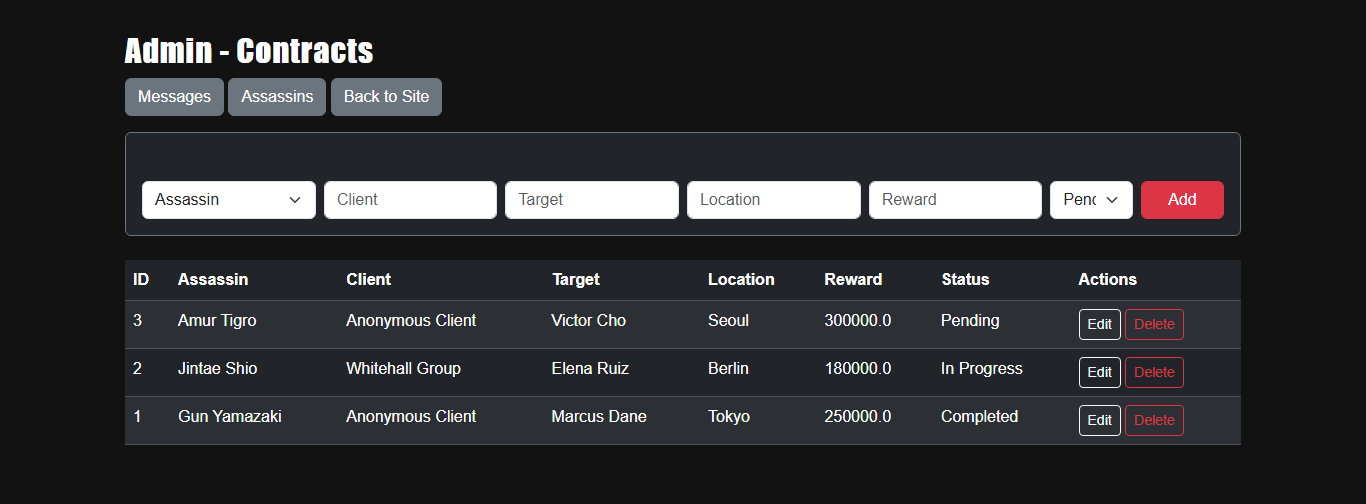 Admin - Contracts
Messages Assassins Back to Site
Assassin Client Target Location Reward Pend Add
ID Assassin Client Target Location Reward Status Actions
3 Amur Tigro Anonymous Client Victor Cho Seoul 300000.0 Pending Edit Delete
2 Jintae Shio Whitehall Group Elena Ruiz Berlin 180000.0 In Progress Edit Delete
1 Gun Yamazaki Anonymous Client Marcus Dane Tokyo 250000.0 Completed Edit Delete